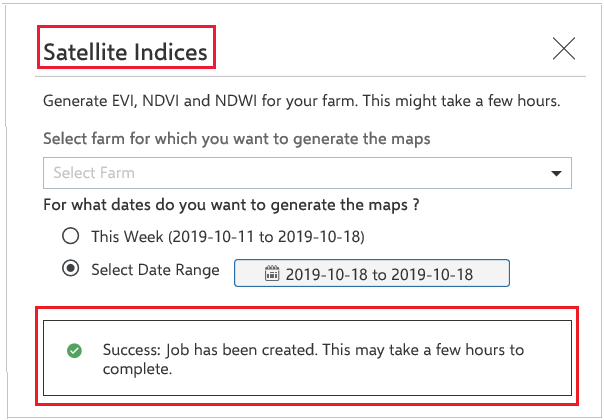 Satellite Indices
Generate EVI, NDVI and NDWI for your farm. This might take a few hours.
Select farm for which you want to generate the maps
Select Farm
For what dates do you want to generate the maps ?
This Week (2019-10-11 to 2019-10-18)
Select Date Range
2019-10-18 to 2019-10-18
Success: Job has been created. This may take a few hours to
complete.